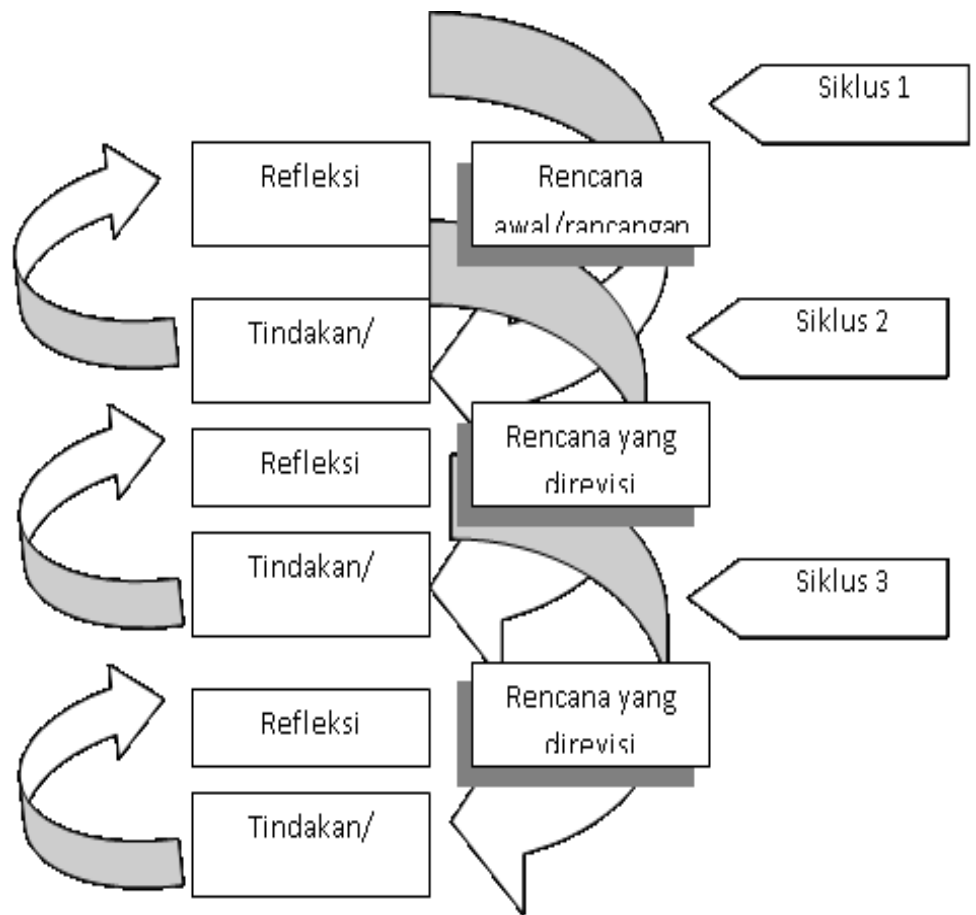 Siklus 1
Refleksi
Rencana
awal/rancangan
Tindakan/
Siklus 2
Refleksi
Rencana yang
direvisi
Tindakan/
Siklus 3
Refleksi
Rencana yang
direvisi
Tindakan/